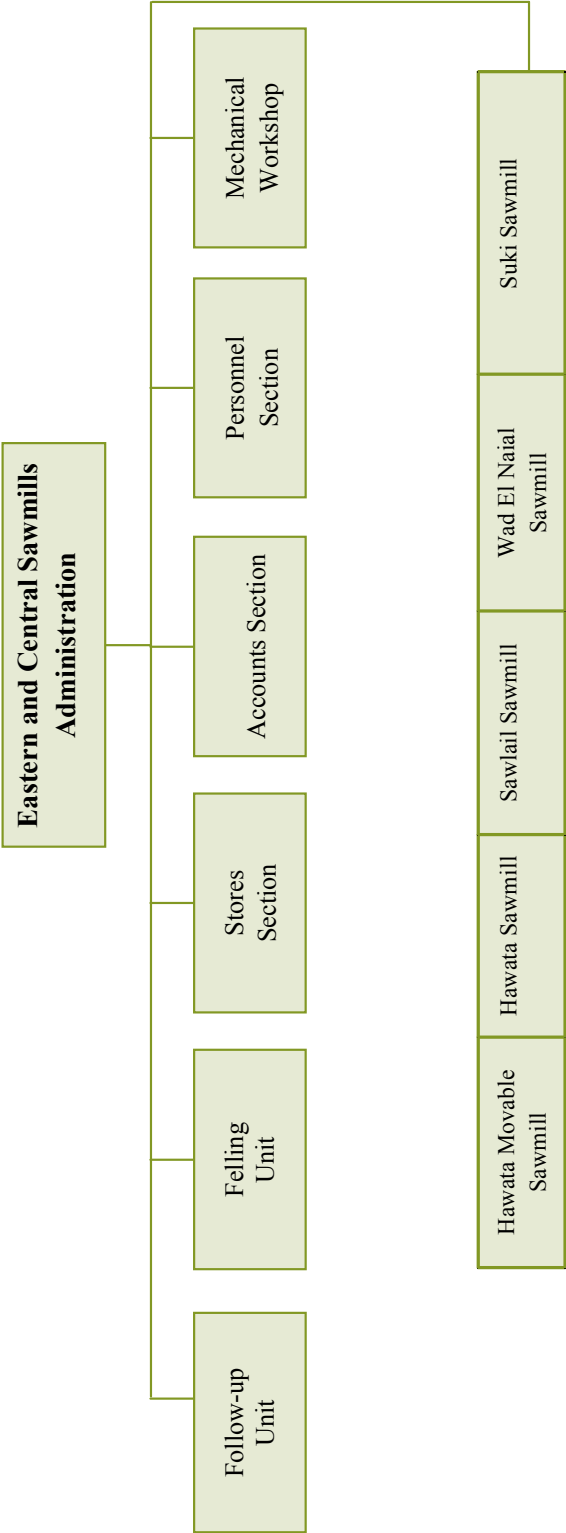 Eastern and Central Sawmills
Administration
Follow-up
Unit
Felling
Unit
Stores
Section
Accounts Section
Personnel
Section
Mechanical
Workshop
Hawata Movable
Sawmill
Hawata Sawmill
Sawlail Sawmill
Wad El Naial
Sawmill
Suki Sawmill